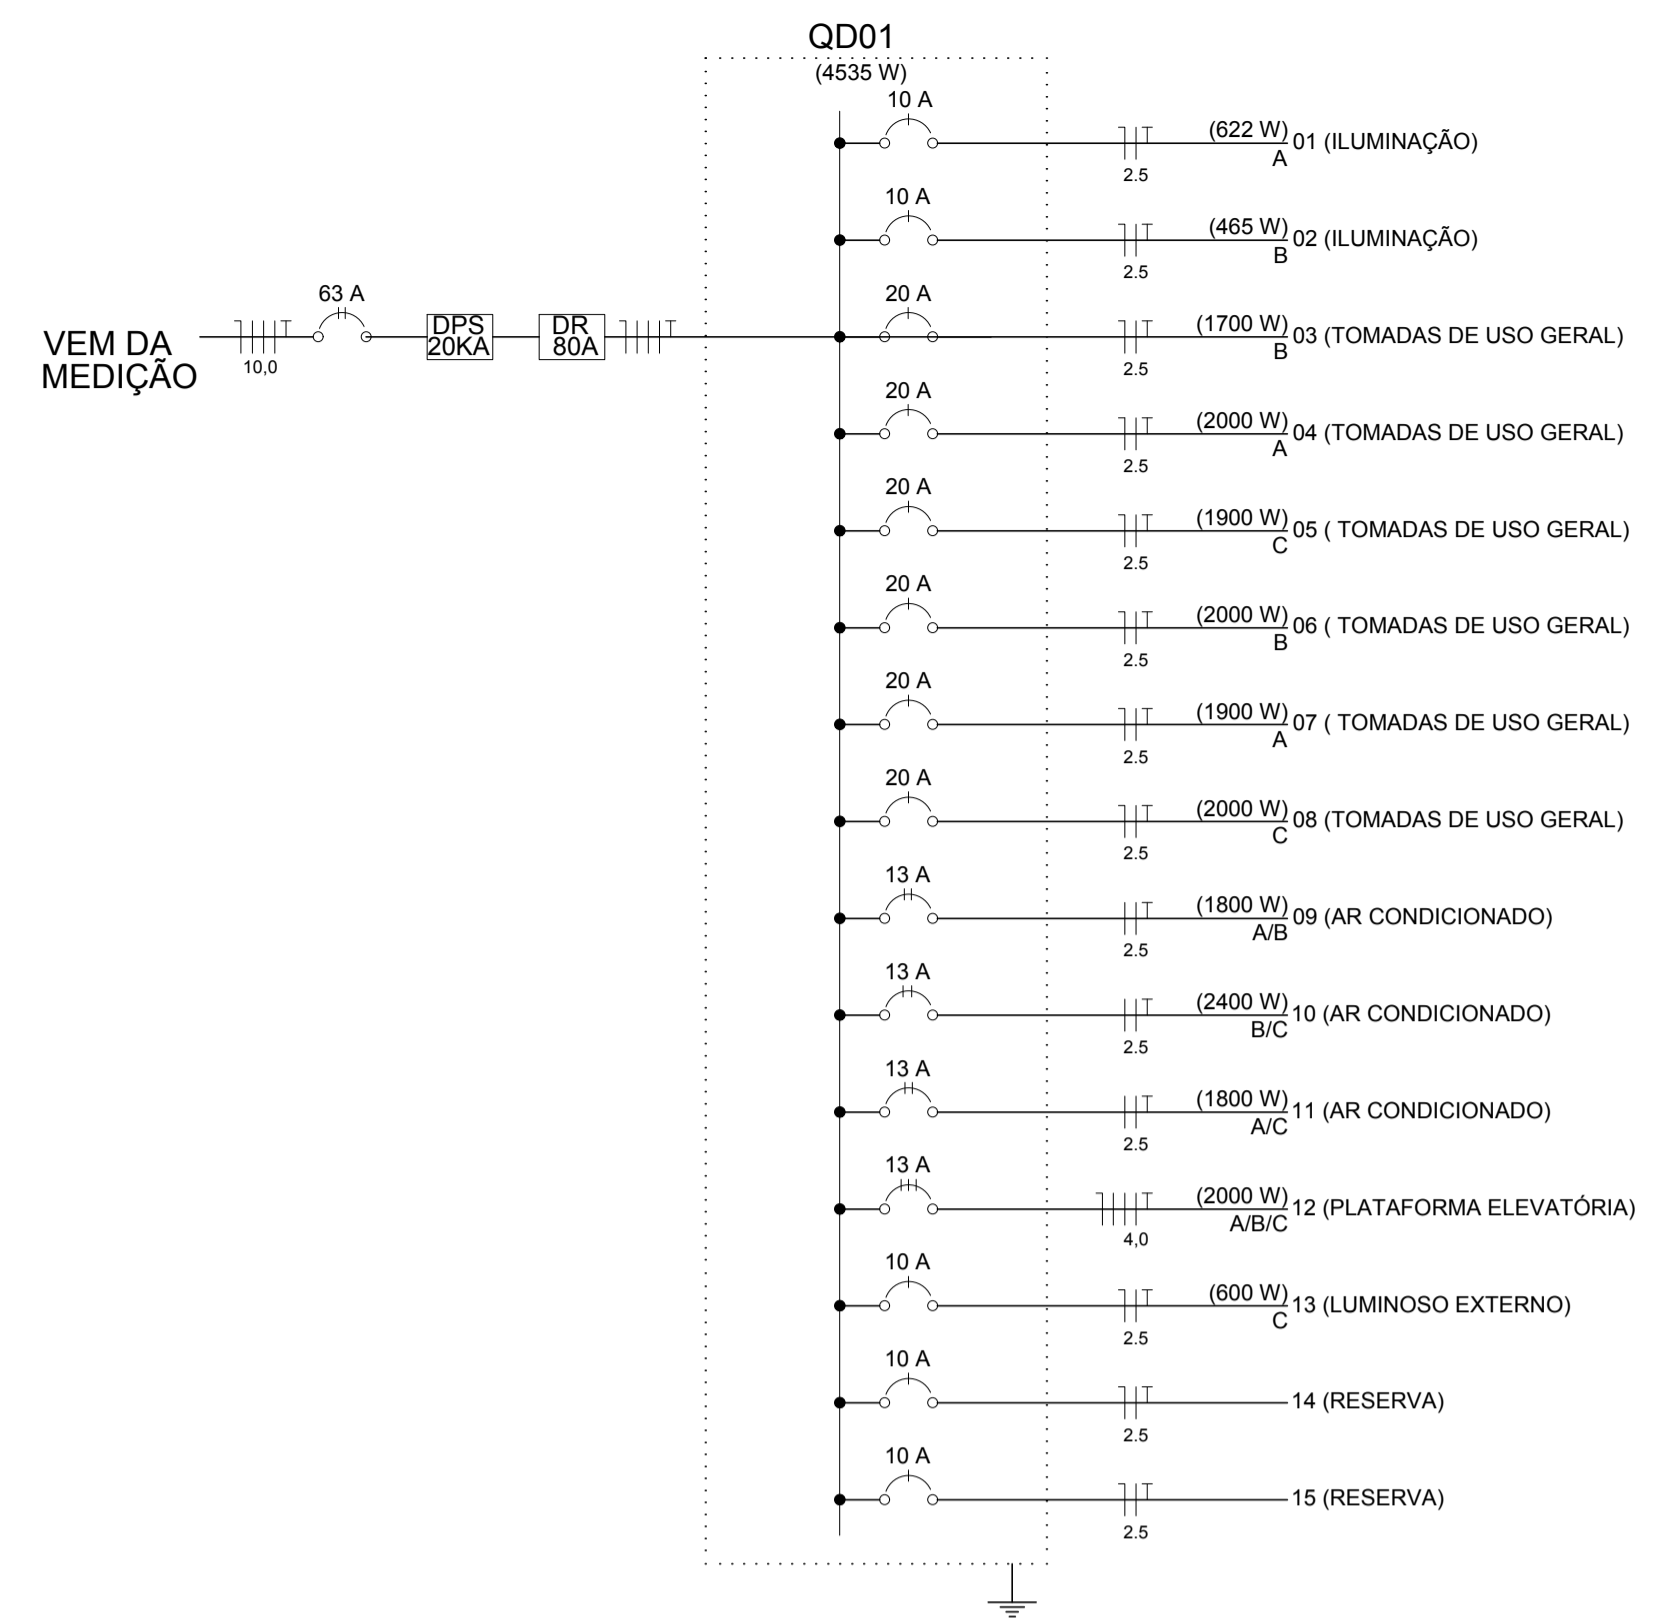 QD01
(4535 W)
10 A
(622 W)
01 (ILUMINAÇÃO)
A
2.5
10 A
(465 W)
02 (ILUMINAÇÃO)
B
2.5
VEM DA
MEDIÇÃO
10,0
63 A
DPS
20KA
DR
80A
20 A
(1700 W)
03 (TOMADAS DE USO GERAL)
B
2.5
20 A
(2000 W)
04 (TOMADAS DE USO GERAL)
A
2.5
20 A
(1900 W)
05 ( TOMADAS DE USO GERAL)
C
2.5
20 A
(2000 W)
06 ( TOMADAS DE USO GERAL)
B
2.5
20 A
(1900 W)
07 ( TOMADAS DE USO GERAL)
A
2.5
20 A
(2000 W)
08 (TOMADAS DE USO GERAL)
C
2.5
13 A
(1800 W)
09 (AR CONDICIONADO)
A/B
2.5
13 A
(2400 W)
10 (AR CONDICIONADO)
B/C
2.5
13 A
(1800 W)
11 (AR CONDICIONADO)
A/C
2.5
13 A
(2000 W)
12 (PLATAFORMA ELEVATÓRIA)
A/B/C
4,0
10 A
(600 W)
13 (LUMINOSO EXTERNO)
C
2.5
10 A
14 (RESERVA)
2.5
10 A
15 (RESERVA)
2.5